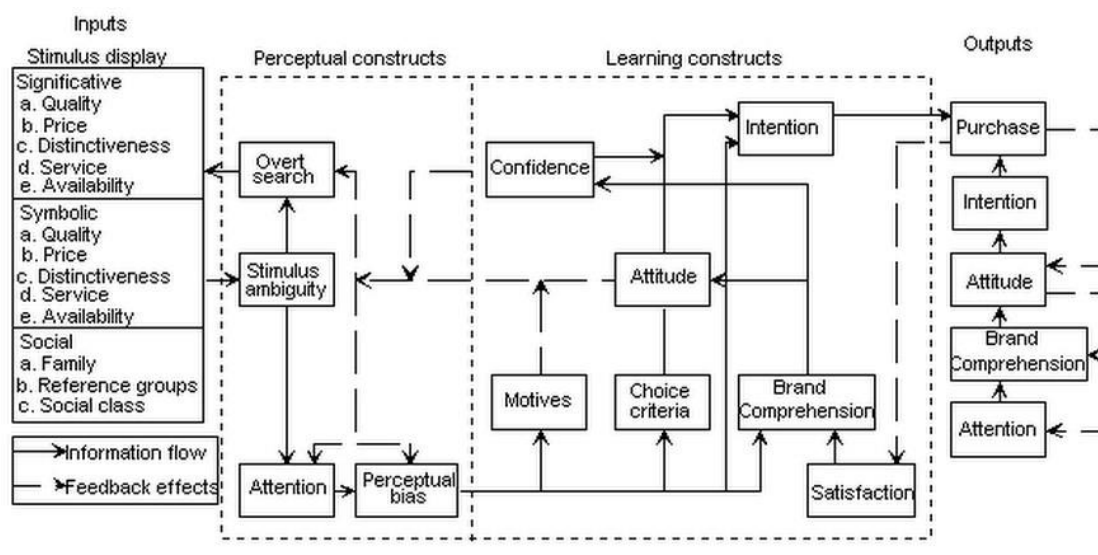 Inputs
Stimulus display
Significative
a. Quality
b. Price
c. Distinctiveness
d. Service
e. Availability
Symbolic
a. Quality
b. Price
c. Distinctiveness
d. Service
e. Availability
Social
a. Family
b. Reference groups
c. Social class
Information flow
Feedback effects
Perceptual constructs
Overt
search
Stimulus
ambiguity
Attention
Perceptual
bias
Learning constructs
Confidence
Intention
Attitude
Motives
Choice
criteria
Brand
Comprehension
Satisfaction
Outputs
Purchase
Intention
Attitude
Brand
Comprehension
Attention